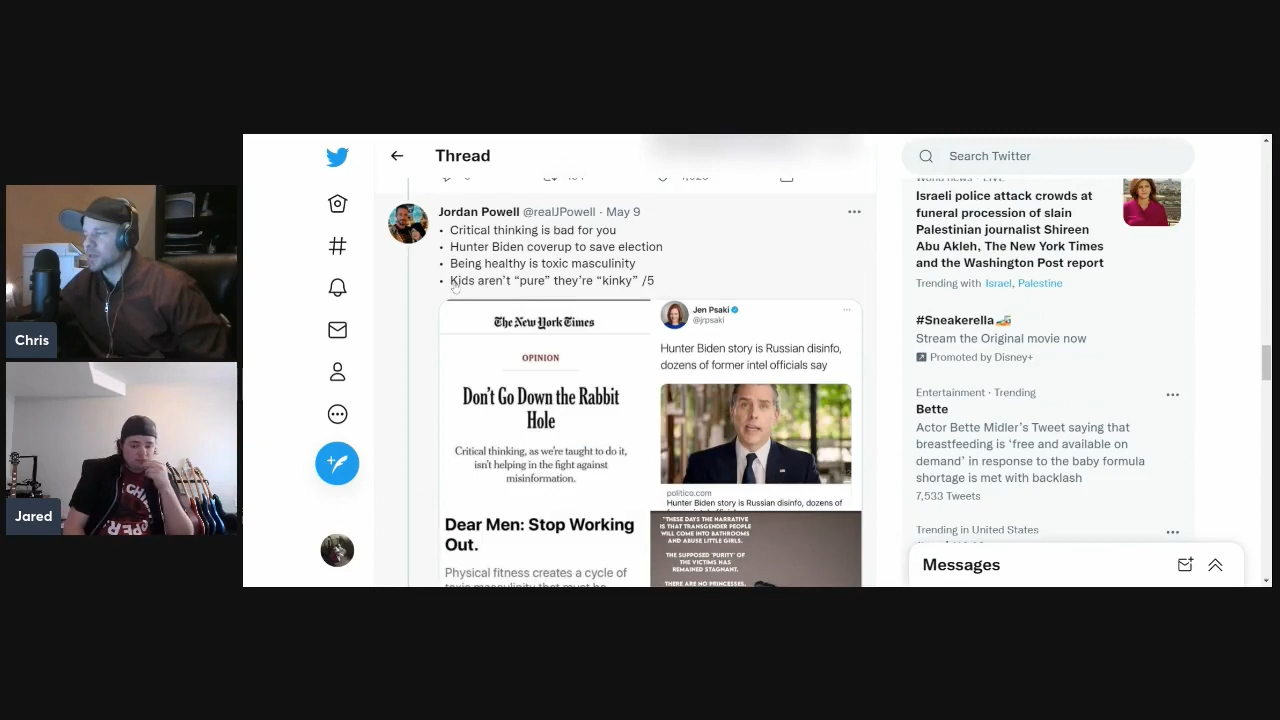 Thread
Search Twitter
Jordan Powell @realJPowell · May 9
• Critical thinking is bad for you
• Hunter Biden coverup to save election
• Being healthy is toxic masculinity
• Kids aren't “pure” they're “kinky” /5
The New York Times
OPINION
Don't Go Down the Rabbit
Hole
Critical thinking, as we're taught to do it,
isn't helping in the fight against
misinformation.
Jen Psaki
@jrpsaki
Hunter Biden story is Russian disinfo,
dozens of former intel officials say
politico.com
Hunter Biden story is Russian disinfo, dozens of
Dear Men: Stop Working
Out.
Physical fitness creates a cycle of
"THESE DAYS THE NARRATIVE
IS THAT TRANSGENDER PEOPLE
WILL COME INTO BATHROOMS
AND ABUSE LITTLE GIRLS.
THE SUPPOSED 'PURITY' OF
THE VICTIMS HAS
REMAINED STAGNANT.
THERE ARE NO PRINCESSES.
World news · LIVE
Israeli police attack crowds at
funeral procession of slain
Palestinian journalist Shireen
Abu Akleh, The New York Times
and the Washington Post report
Trending with Israel, Palestine
#Sneakerella
Stream the Original movie now
Promoted by Disney+
Entertainment · Trending
Bette
Actor Bette Midler's Tweet saying that
breastfeeding is 'free and available on
demand' in response to the baby formula
shortage is met with backlash
7,533 Tweets
Trending in United States
Messages
Chris
Jared